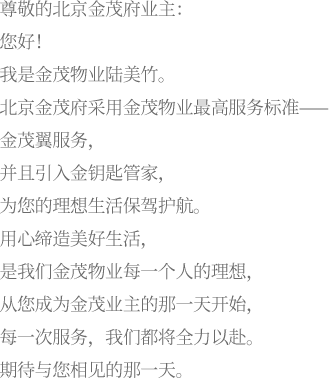 尊敬的北京金茂府业主：
您好！
我是金茂物业陆美竹。
北京金茂府采用金茂物业最高服务标准——
金茂翼服务，
并且引入金钥匙管家，
为您的理想生活保驾护航。
用心缔造美好生活，
是我们金茂物业每一个人的理想，
从您成为金茂业主的那一天开始，
每一次服务，我们都将全力以赴。
期待与您相见的那一天。